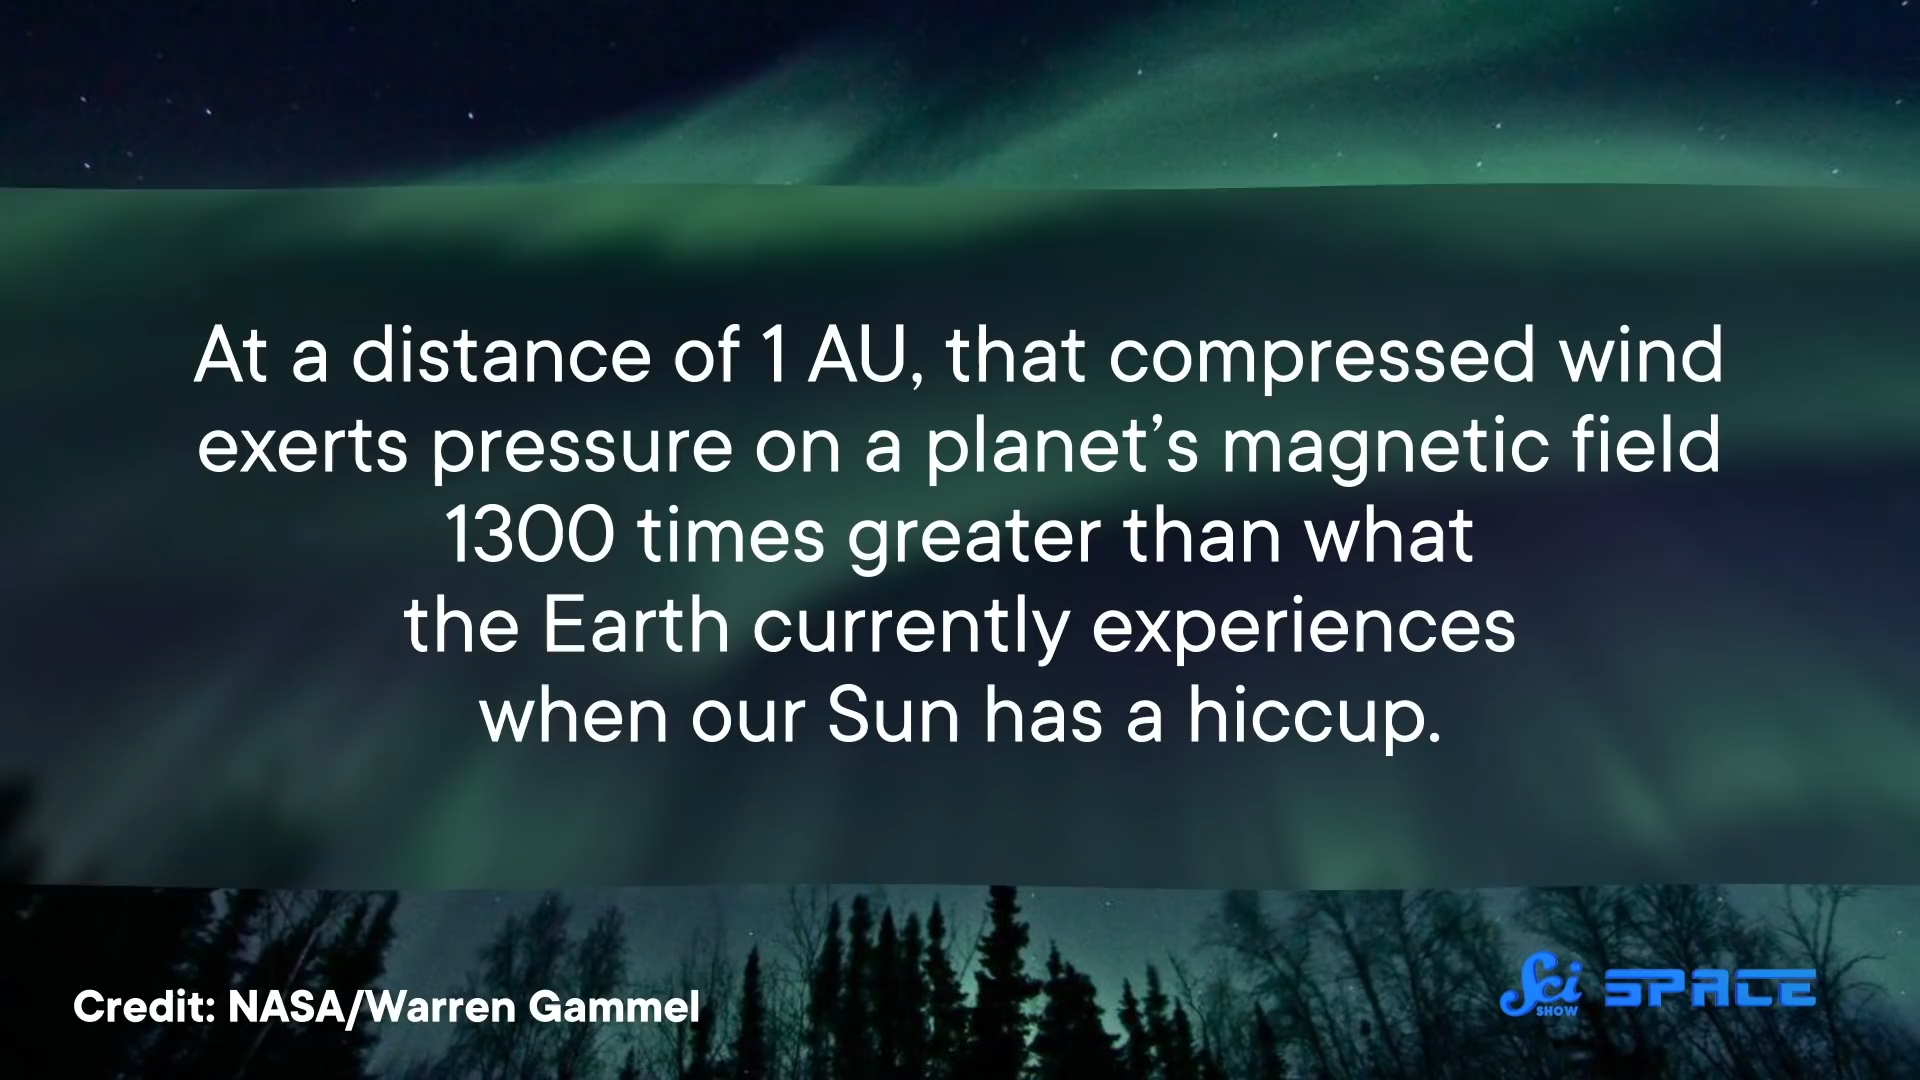 At a distance of 1 AU, that compressed wind
exerts pressure on a planet’s magnetic field
1300 times greater than what
the Earth currently experiences
when our Sun has a hiccup.
Credit: NASA/Warren Gammel
Sci SHOW SPACE